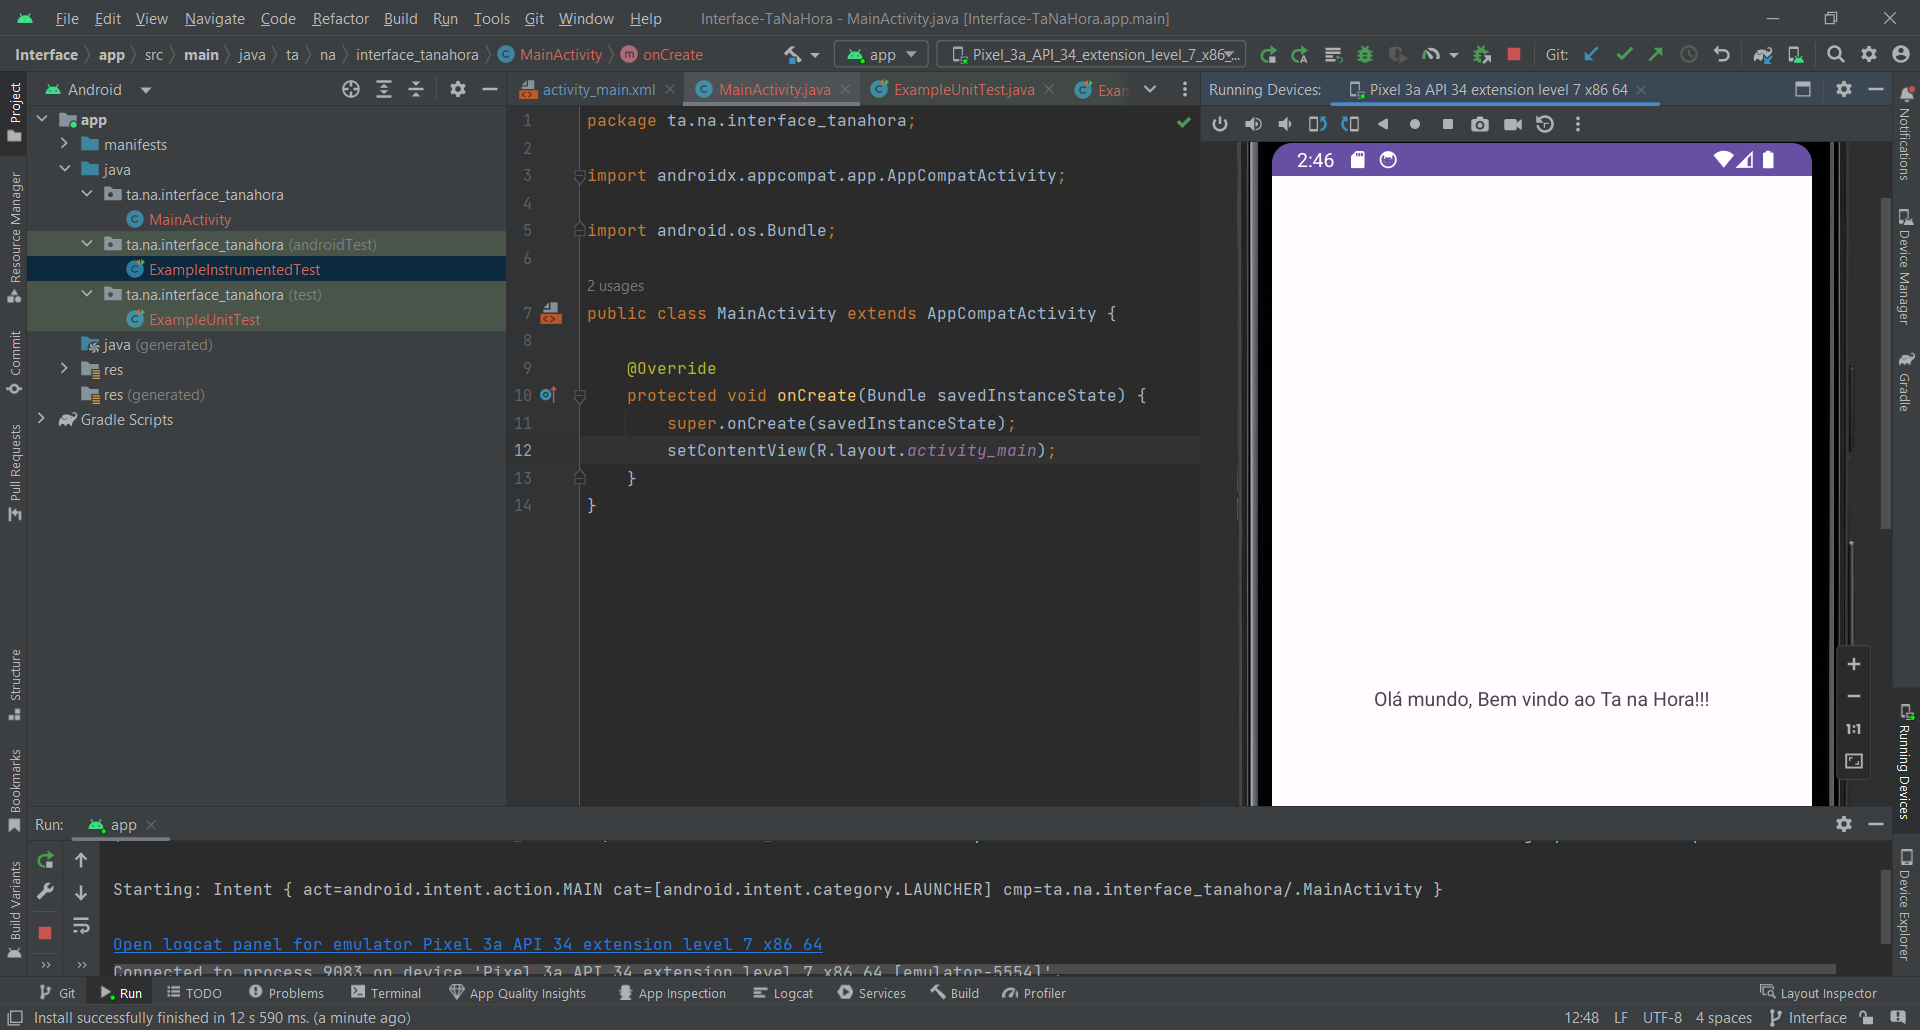 File Edit View Navigate Code Refactor Build Run Tools Git Window Help Interface-TaNaHora - MainActivity.java [Interface-TaNaHora.app.main]
Interface app src main java ta na interface_tanahora MainActivity onCreate app Pixel_3a_API_34_extension_level_7_x86... Git:
Project
Android
activity_main.xml MainActivity.java ExampleUnitTest.java Exan
Running Devices: Pixel 3a API 34 extension level 7 x86 64
app
manifests
java
ta.na.interface_tanahora
MainActivity
ta.na.interface_tanahora (androidTest)
ExampleInstrumentedTest
ta.na.interface_tanahora (test)
ExampleUnitTest
java (generated)
res
res (generated)
Gradle Scripts
Resource Manager
Commit
Pull Requests
Structure
Bookmarks
Build Variants
1 package ta.na.interface_tanahora;
2
3 import androidx.appcompat.app.AppCompatActivity;
4
5 import android.os.Bundle;
6
2 usages
7 public class MainActivity extends AppCompatActivity {
8
9 @Override
10 protected void onCreate(Bundle savedInstanceState) {
11 super.onCreate(savedInstanceState);
12 setContentView(R.layout.activity_main);
13 }
14 }
2:46
Olá mundo, Bem vindo ao Ta na Hora!!!
1:1
Notifications
Device Manager
Gradle
Running Devices
Device Explorer
Run: app
Starting: Intent { act=android.intent.action.MAIN cat=[android.intent.category.LAUNCHER] cmp=ta.na.interface_tanahora/.MainActivity }
Open logcat panel for emulator Pixel 3a API 34 extension level 7 x86 64
Connected to process 9083 on device 'Pixel_3a_API_34_extension_level_7_x86_64 [emulator-5554]'.
Git Run TODO Problems Terminal App Quality Insights App Inspection Logcat Services Build Profiler Layout Inspector
Install successfully finished in 12 s 590 ms. (a minute ago) 12:48 LF UTF-8 4 spaces Interface